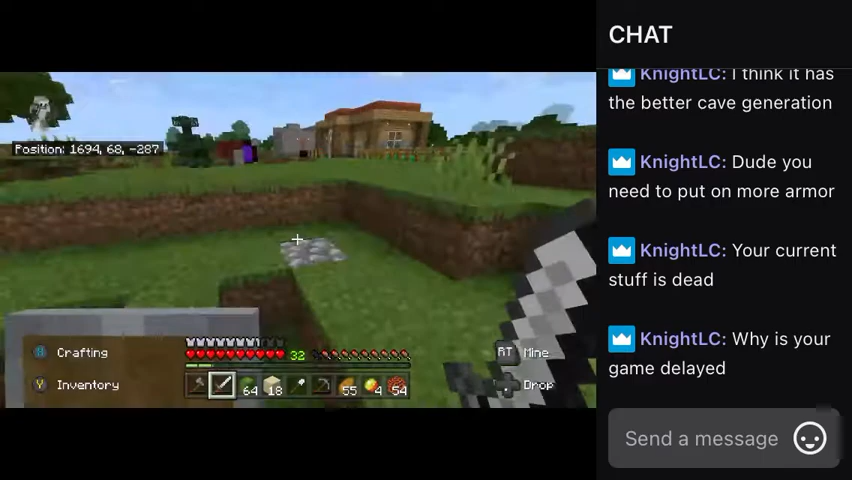 CHAT
KnightLC: I think it has
the better cave generation
Position: 1694, 68, -287
KnightLC: Dude you
need to put on more armor
KnightLC: Your current
stuff is dead
KnightLC: Why is your
game delayed
X Crafting
32
RT Mine
Y Inventory
64 18 55 4 54
Drop
Send a message